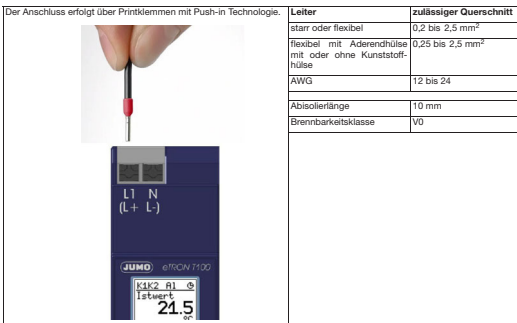 Der Anschluss erfolgt über Printklemmen mit Push-in Technologie.
Leiter zulässiger Querschnitt
starr oder flexibel 0,2 bis 2,5 mm²
flexibel mit Aderendhülse 0,25 bis 2,5 mm²
mit oder ohne Kunststoff-
hülse
AWG 12 bis 24
Abisolierlänge 10 mm
Brennbarkeitsklasse V0
L1 N
(L+ L-)
JUMO eTRON T100
K1K2 A1
Istwert
21.5
°C